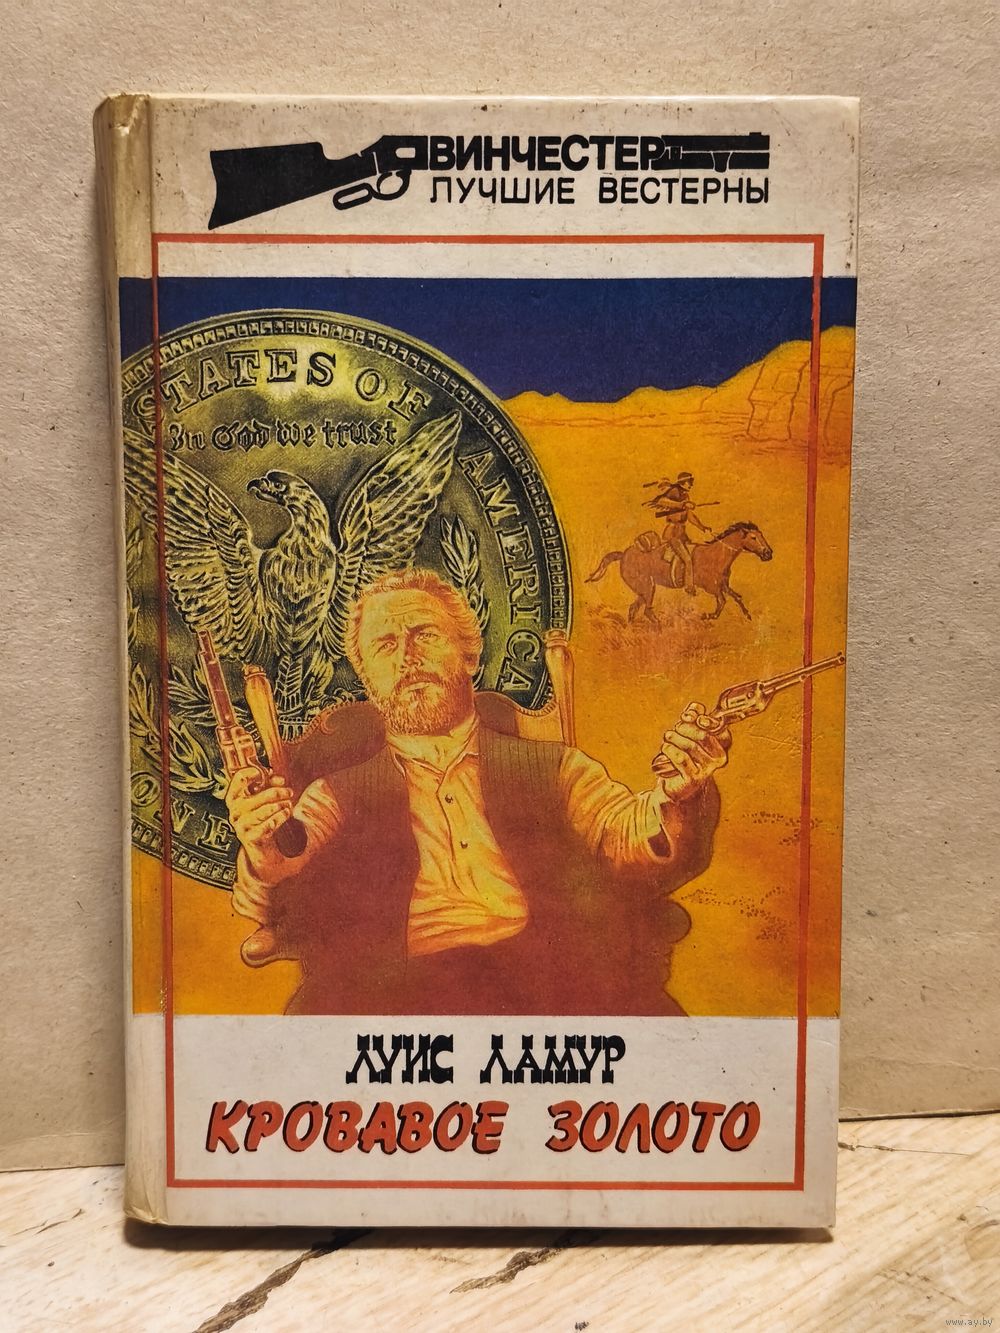 ВИНЧЕСТЕР
ЛУЧШИЕ ВЕСТЕРНЫ
STATES OF AMERICA
In God we trust
ONE
ЛУИС ЛАМУР
КРОВАВОЕ ЗОЛОТО
www.ay.by